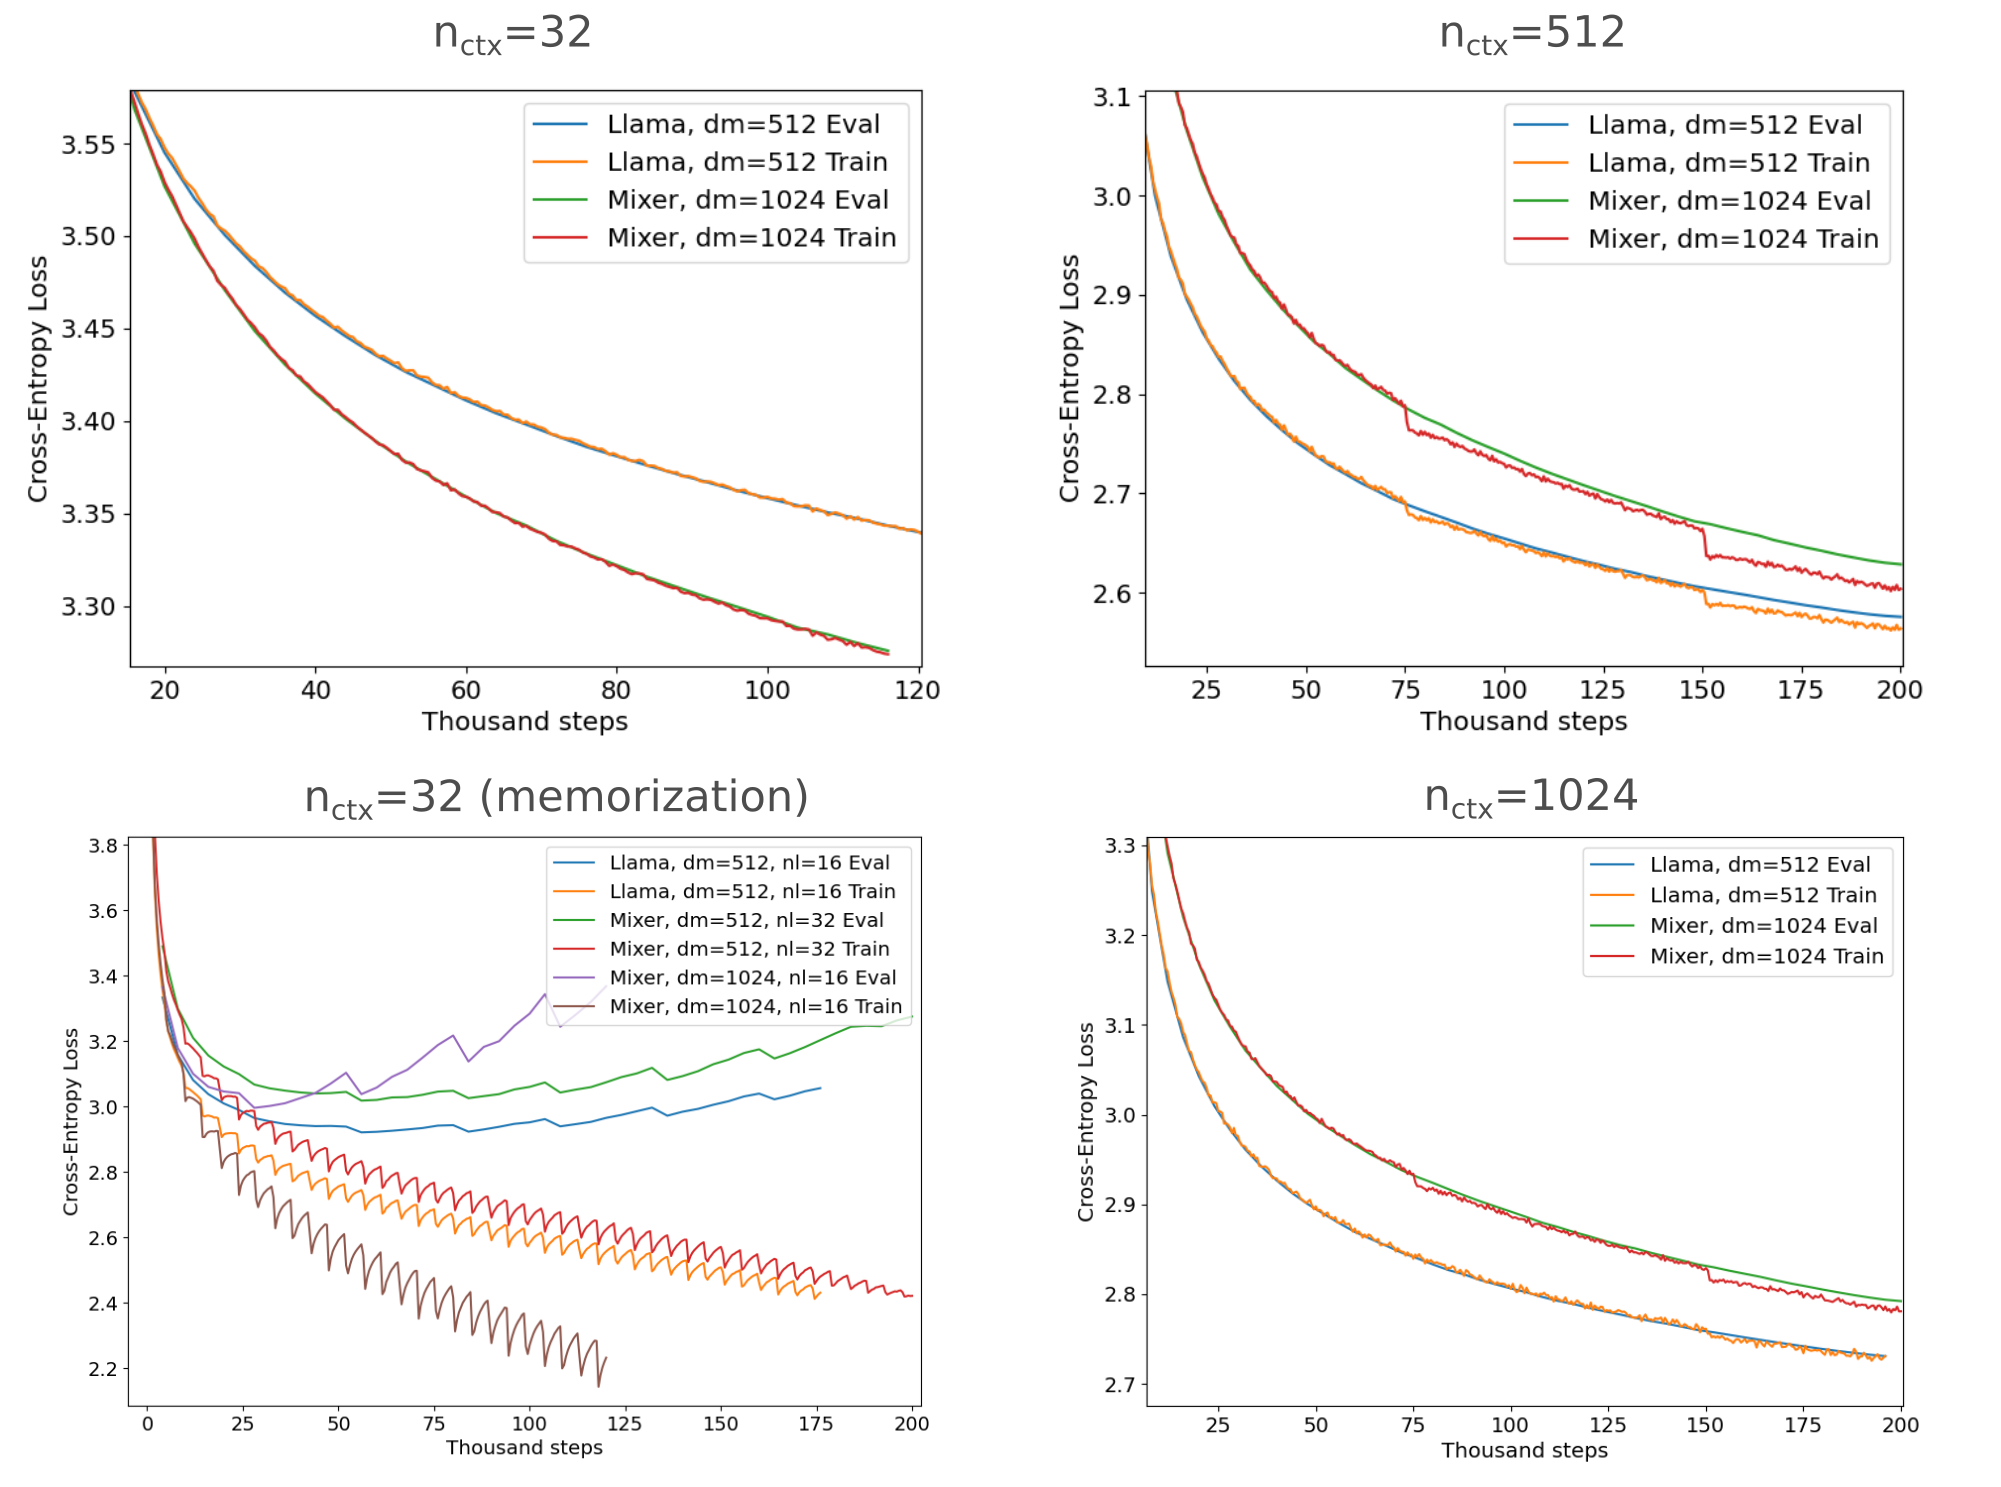 n_ctx=32
Llama, dm=512 Eval
Llama, dm=512 Train
Mixer, dm=1024 Eval
Mixer, dm=1024 Train
Cross-Entropy Loss
3.55
3.50
3.45
3.40
3.35
3.30
20 40 60 80 100 120
Thousand steps
n_ctx=512
Llama, dm=512 Eval
Llama, dm=512 Train
Mixer, dm=1024 Eval
Mixer, dm=1024 Train
Cross-Entropy Loss
3.1
3.0
2.9
2.8
2.7
2.6
25 50 75 100 125 150 175 200
Thousand steps
n_ctx=32 (memorization)
Llama, dm=512, nl=16 Eval
Llama, dm=512, nl=16 Train
Mixer, dm=512, nl=32 Eval
Mixer, dm=512, nl=32 Train
Mixer, dm=1024, nl=16 Eval
Mixer, dm=1024, nl=16 Train
Cross-Entropy Loss
3.8
3.6
3.4
3.2
3.0
2.8
2.6
2.4
2.2
0 25 50 75 100 125 150 175 200
Thousand steps
n_ctx=1024
Llama, dm=512 Eval
Llama, dm=512 Train
Mixer, dm=1024 Eval
Mixer, dm=1024 Train
Cross-Entropy Loss
3.3
3.2
3.1
3.0
2.9
2.8
2.7
25 50 75 100 125 150 175 200
Thousand steps